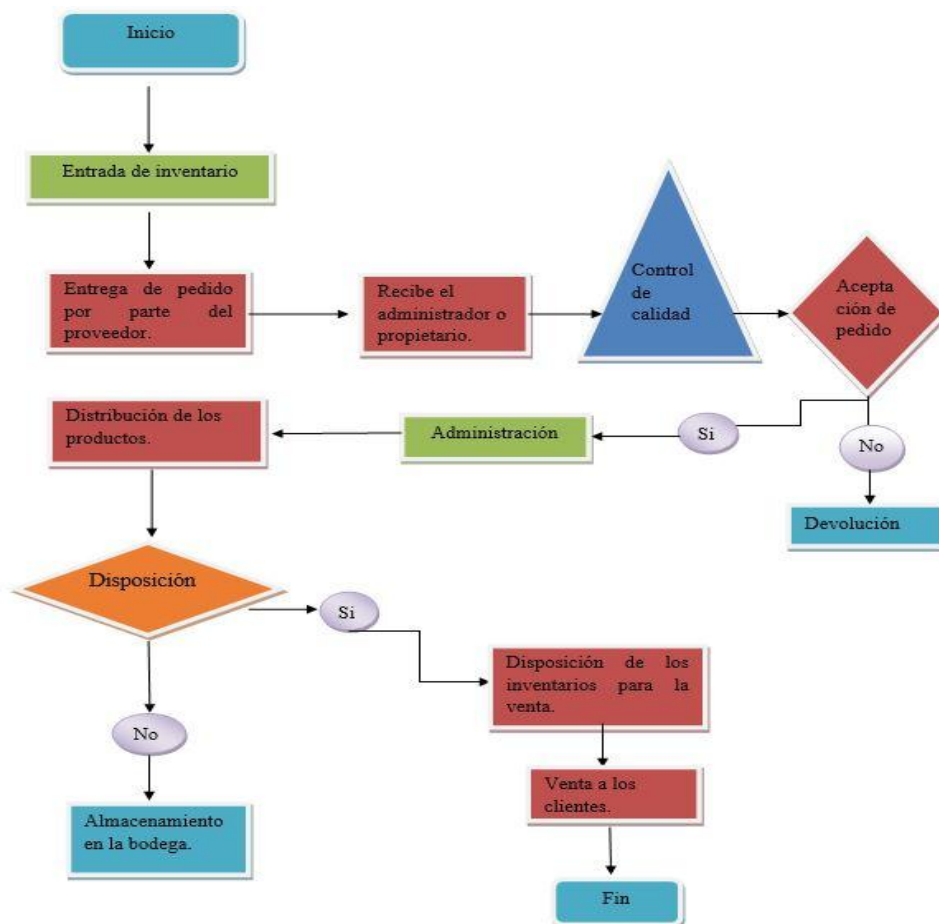 Inicio
Entrada de inventario
Entrega de pedido
por parte del
proveedor.
Recibe el
administrador o
propietario.
Control
de
calidad
Acepta
ción de
pedido
Si
No
Devolución
Administración
Distribución de los
productos.
Disposición
Si
No
Almacenamiento
en la bodega.
Disposición de los
inventarios para la
venta.
Venta a los
clientes.
Fin